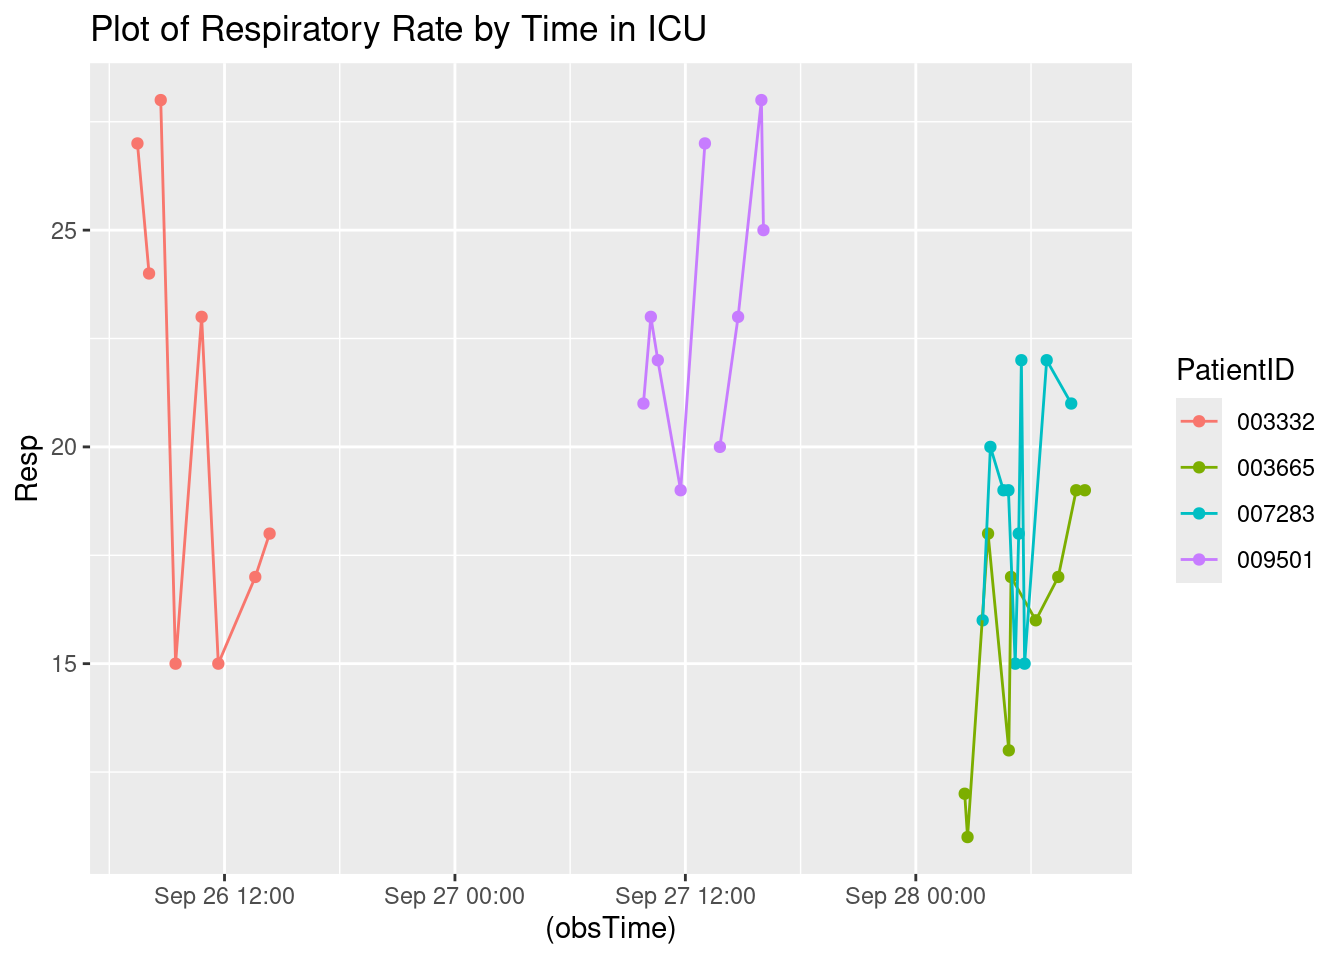 Plot of Respiratory Rate by Time in ICU
Resp
25
20
15
Sep 26 12:00
Sep 27 00:00
Sep 27 12:00
Sep 28 00:00
(obsTime)
PatientID
003332
003665
007283
009501